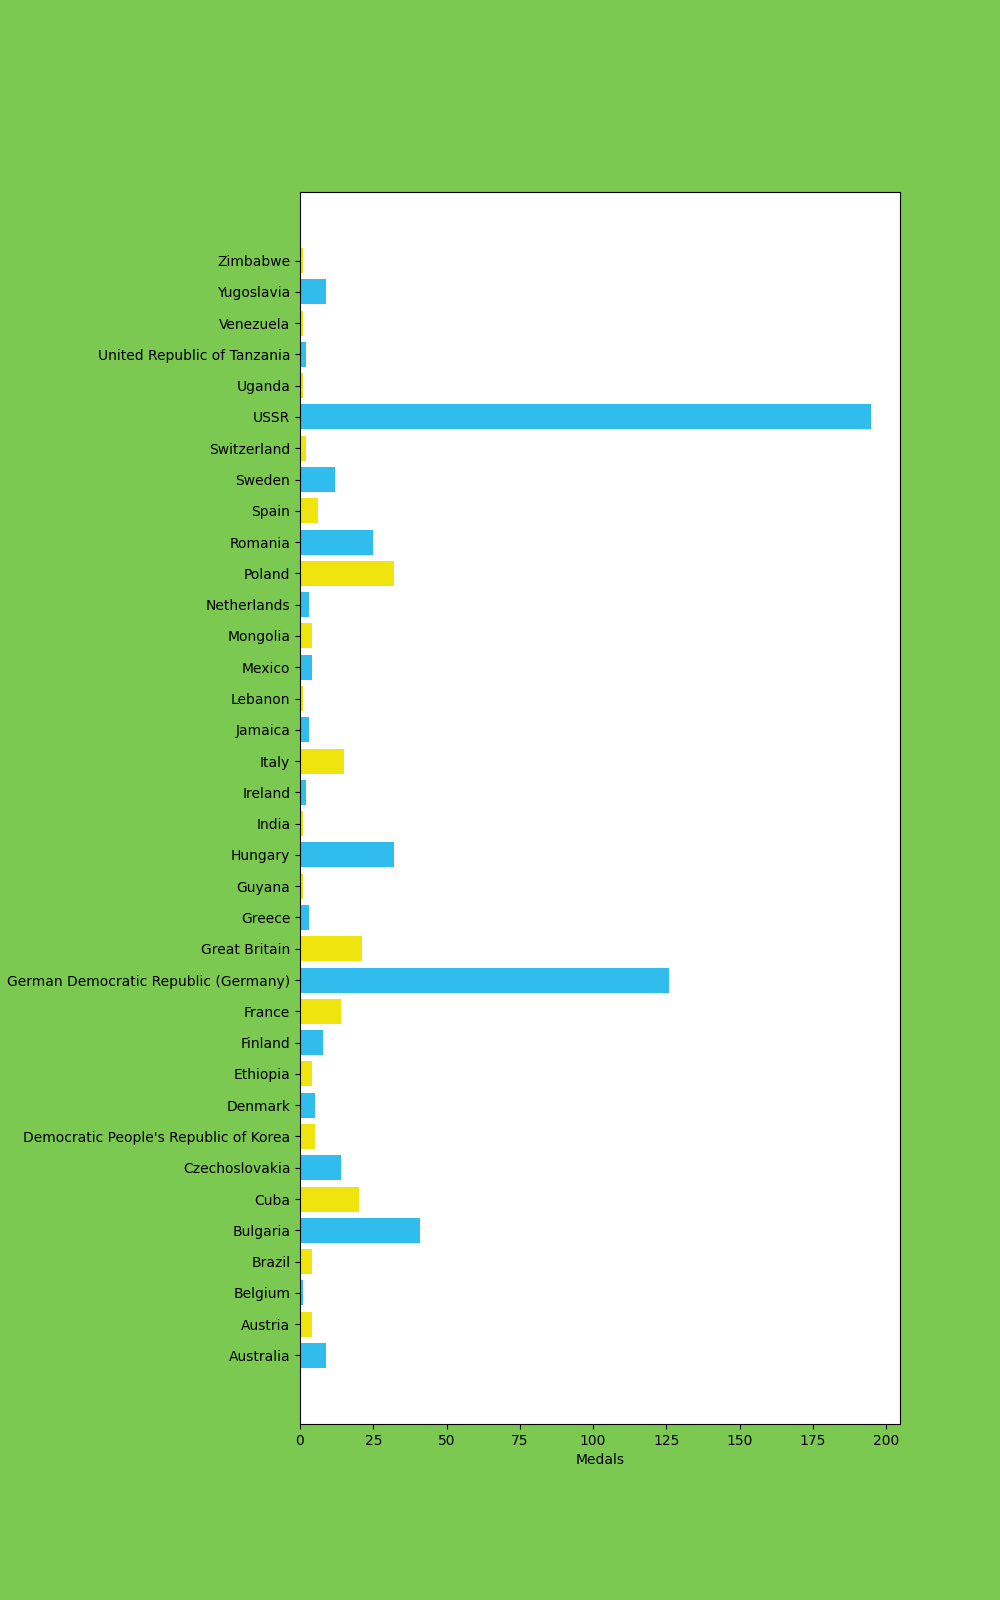 Zimbabwe
Yugoslavia
Venezuela
United Republic of Tanzania
Uganda
USSR
Switzerland
Sweden
Spain
Romania
Poland
Netherlands
Mongolia
Mexico
Lebanon
Jamaica
Italy
Ireland
India
Hungary
Guyana
Greece
Great Britain
German Democratic Republic (Germany)
France
Finland
Ethiopia
Denmark
Democratic People's Republic of Korea
Czechoslovakia
Cuba
Bulgaria
Brazil
Belgium
Austria
Australia
0 25 50 75 100 125 150 175 200
Medals